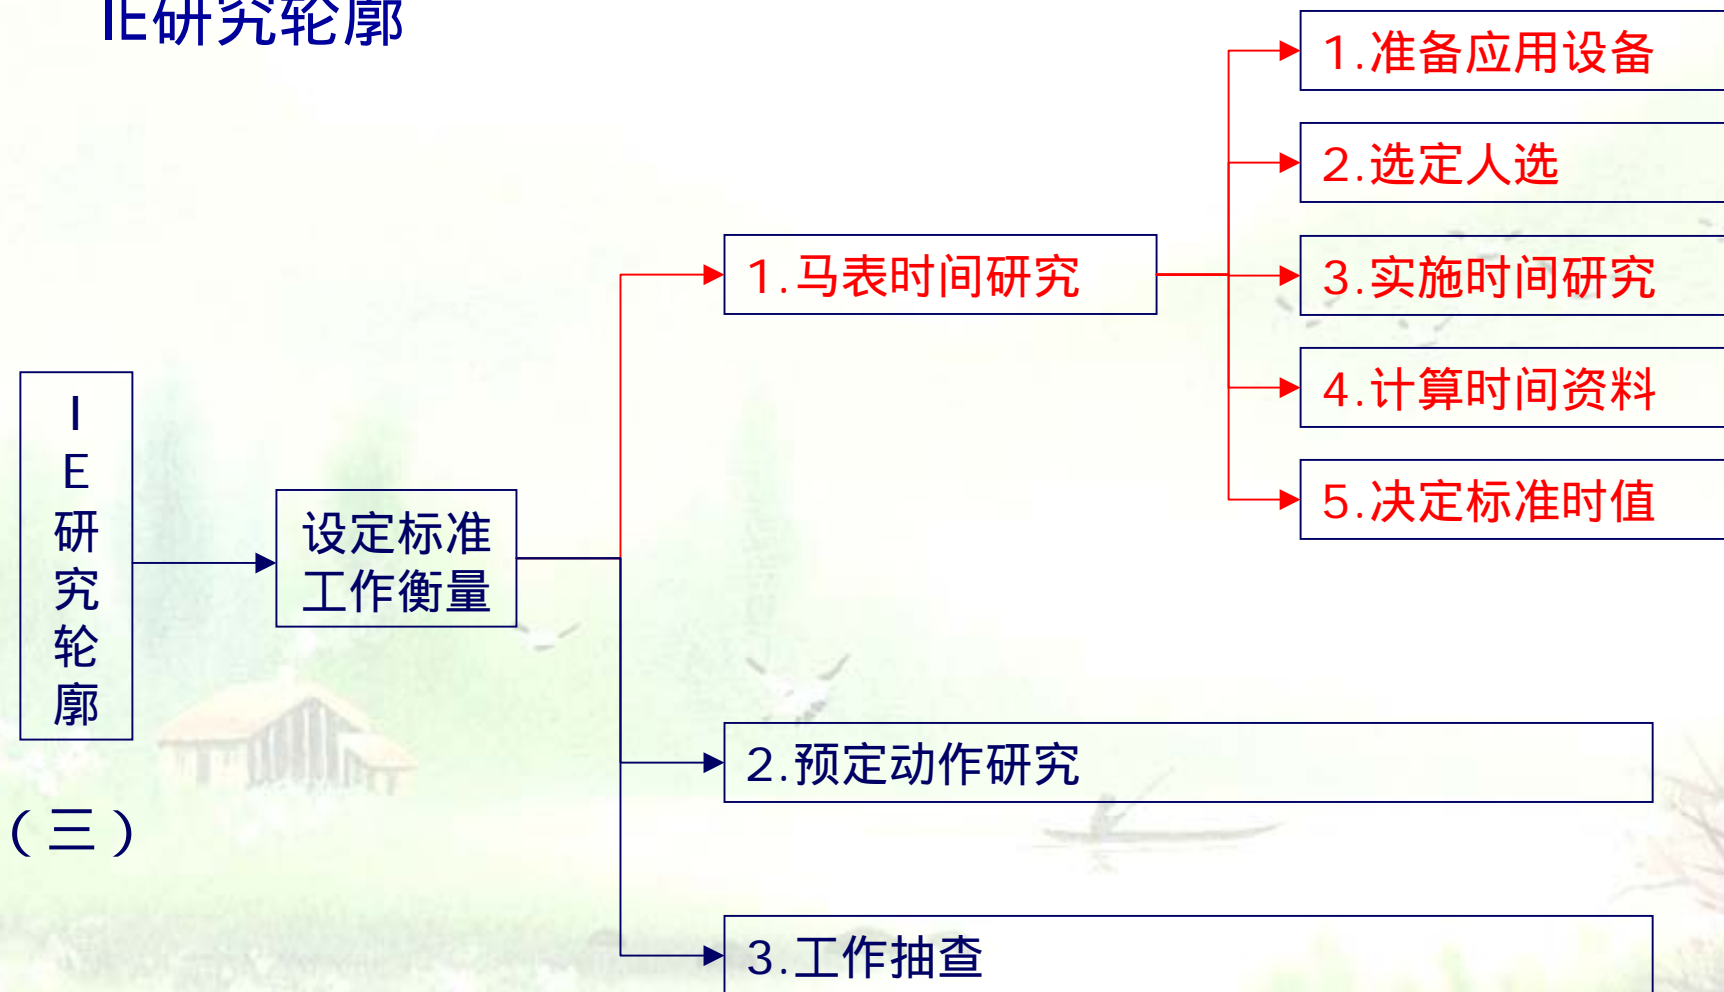 IE研究轮廓
1.准备应用设备
2.选定人选
1.马表时间研究
3.实施时间研究
4.计算时间资料
5.决定标准时值
I
E
研
究
轮
廓
设定标准
工作衡量
2.预定动作研究
(三)
3.工作抽查